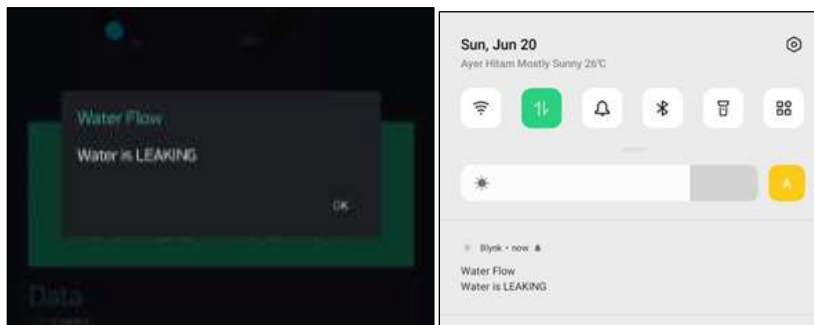 Water Flow
Water is LEAKING
OK
Data
Sun, Jun 20
Ayer Hitam Mostly Sunny 26°C
A
Blynk • now
Water Flow
Water is LEAKING